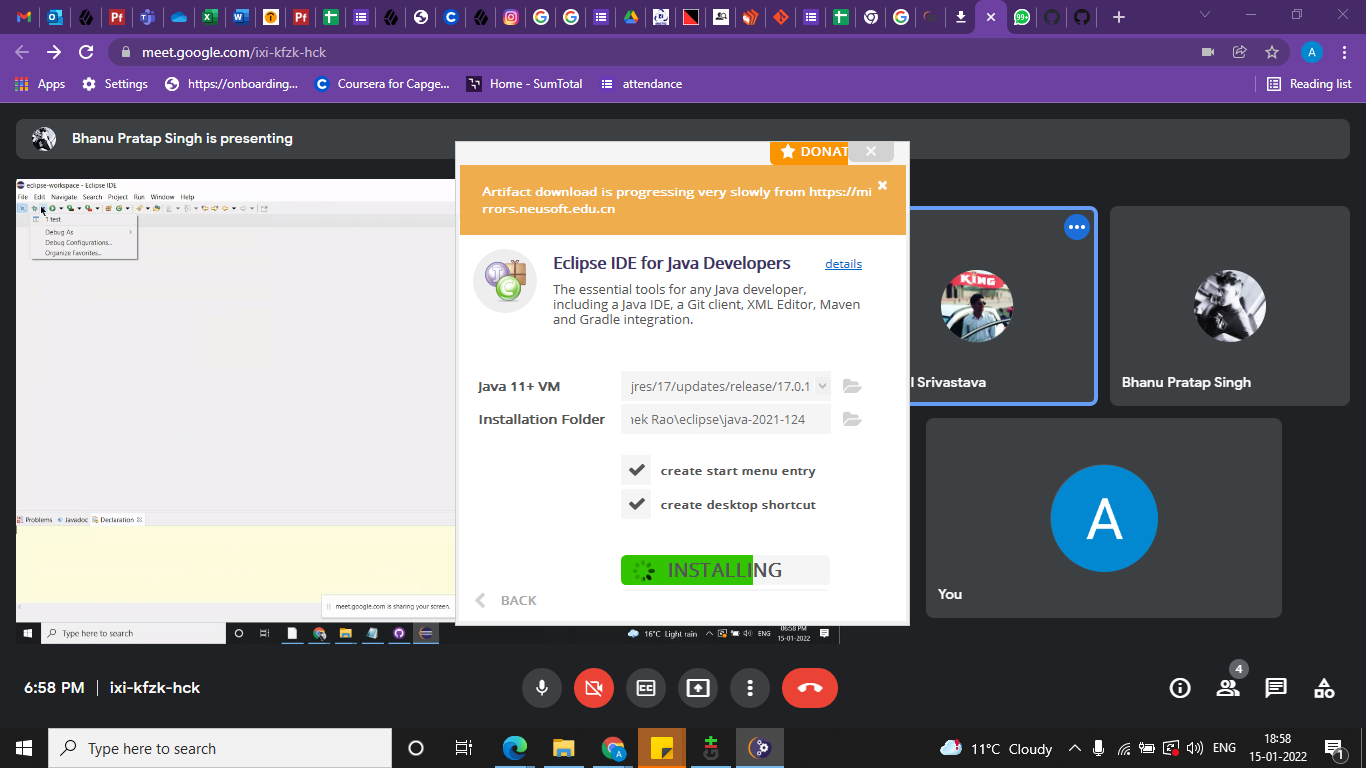 meet.google.com/ixi-kfzk-hck
99+
A
Apps
Settings
https://onboarding...
Coursera for Capge...
Home - SumTotal
attendance
Reading list
Bhanu Pratap Singh is presenting
eclipse-workspace - Eclipse IDE
File Edit Navigate Search Project Run Window Help
1 test
Debug As
Debug Configurations...
Organize Favorites...
Problems Javadoc Declaration
meet.google.com is sharing your screen.
Type here to search
16°C Light rain
ENG
06:58 PM
15-01-2022
DONAT
Artifact download is progressing very slowly from https://mi
rrors.neusoft.edu.cn
Eclipse IDE for Java Developers
details
The essential tools for any Java developer,
including a Java IDE, a Git client, XML Editor, Maven
and Gradle integration.
Java 11+ VM
jres/17/updates/release/17.0.1
Installation Folder
nek Rao\eclipse\java-2021-124
create start menu entry
create desktop shortcut
INSTALLING
BACK
KING
l Srivastava
Bhanu Pratap Singh
A
You
6:58 PM | ixi-kfzk-hck
4
Type here to search
11°C Cloudy
ENG
18:58
15-01-2022
1